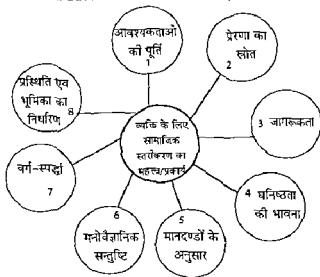 आवश्यकताओं
की पूर्ति
1
प्रेरणा का
स्रोत
2
3 जागरूकता
4 घनिष्ठता
की भावना
5
मानदण्डों के
अनुसार
6
मनोवैज्ञानिक
सन्तुष्टि
वर्ग-स्पर्द्धा
7
प्रस्थिति एवं
भूमिका का
निर्धारण 8
व्यक्ति के लिए
सामाजिक
स्तरीकरण का
महत्त्व/प्रकार्य